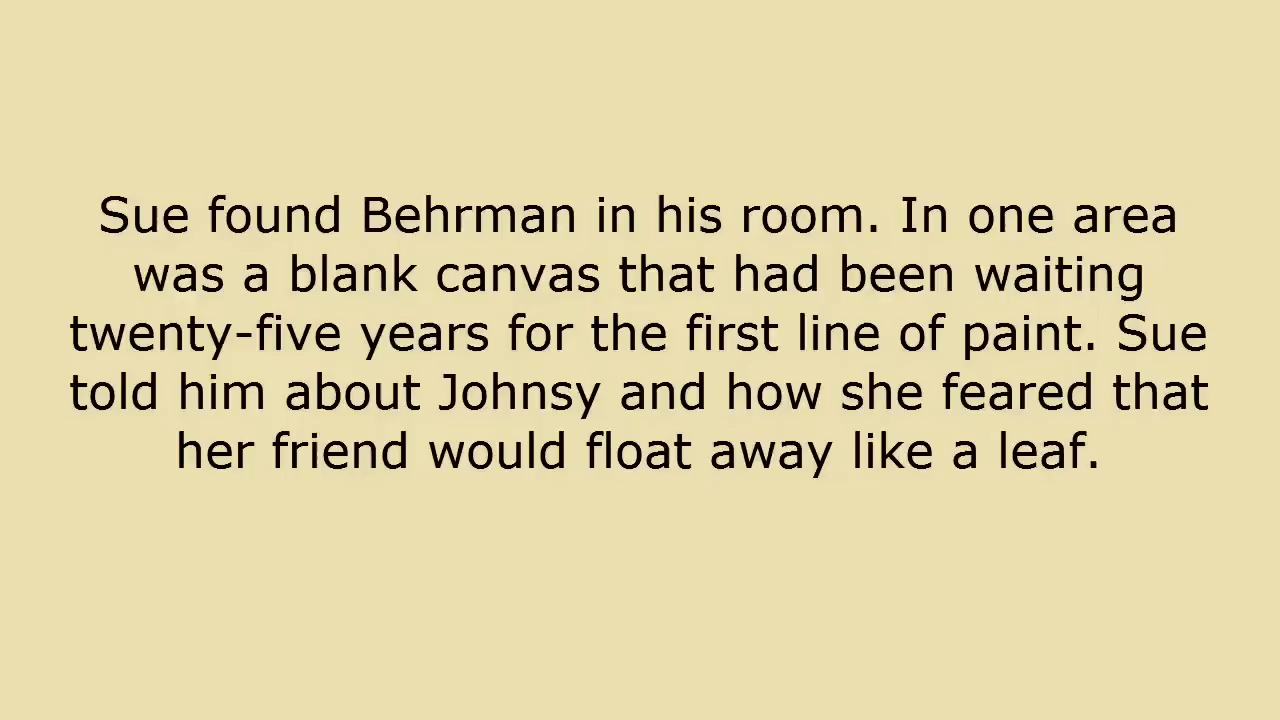 Sue found Behrman in his room. In one area
was a blank canvas that had been waiting
twenty-five years for the first line of paint. Sue
told him about Johnsy and how she feared that
her friend would float away like a leaf.